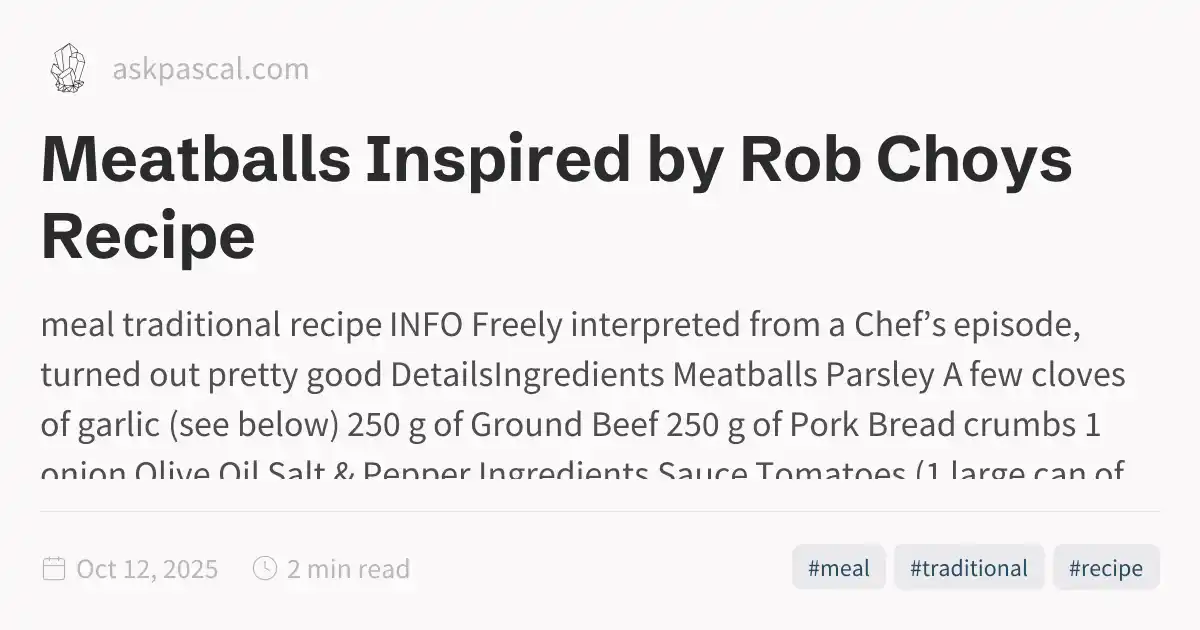 askpascal.com
Meatballs Inspired by Rob Choys
Recipe
meal traditional recipe INFO Freely interpreted from a Chef’s episode,
turned out pretty good DetailsIngredients Meatballs Parsley A few cloves
of garlic (see below) 250 g of Ground Beef 250 g of Pork Bread crumbs 1
onion Olive Oil Salt & Pepper Ingredients Sauce Tomatoes (1 large can of
Oct 12, 2025 2 min read #meal #traditional #recipe